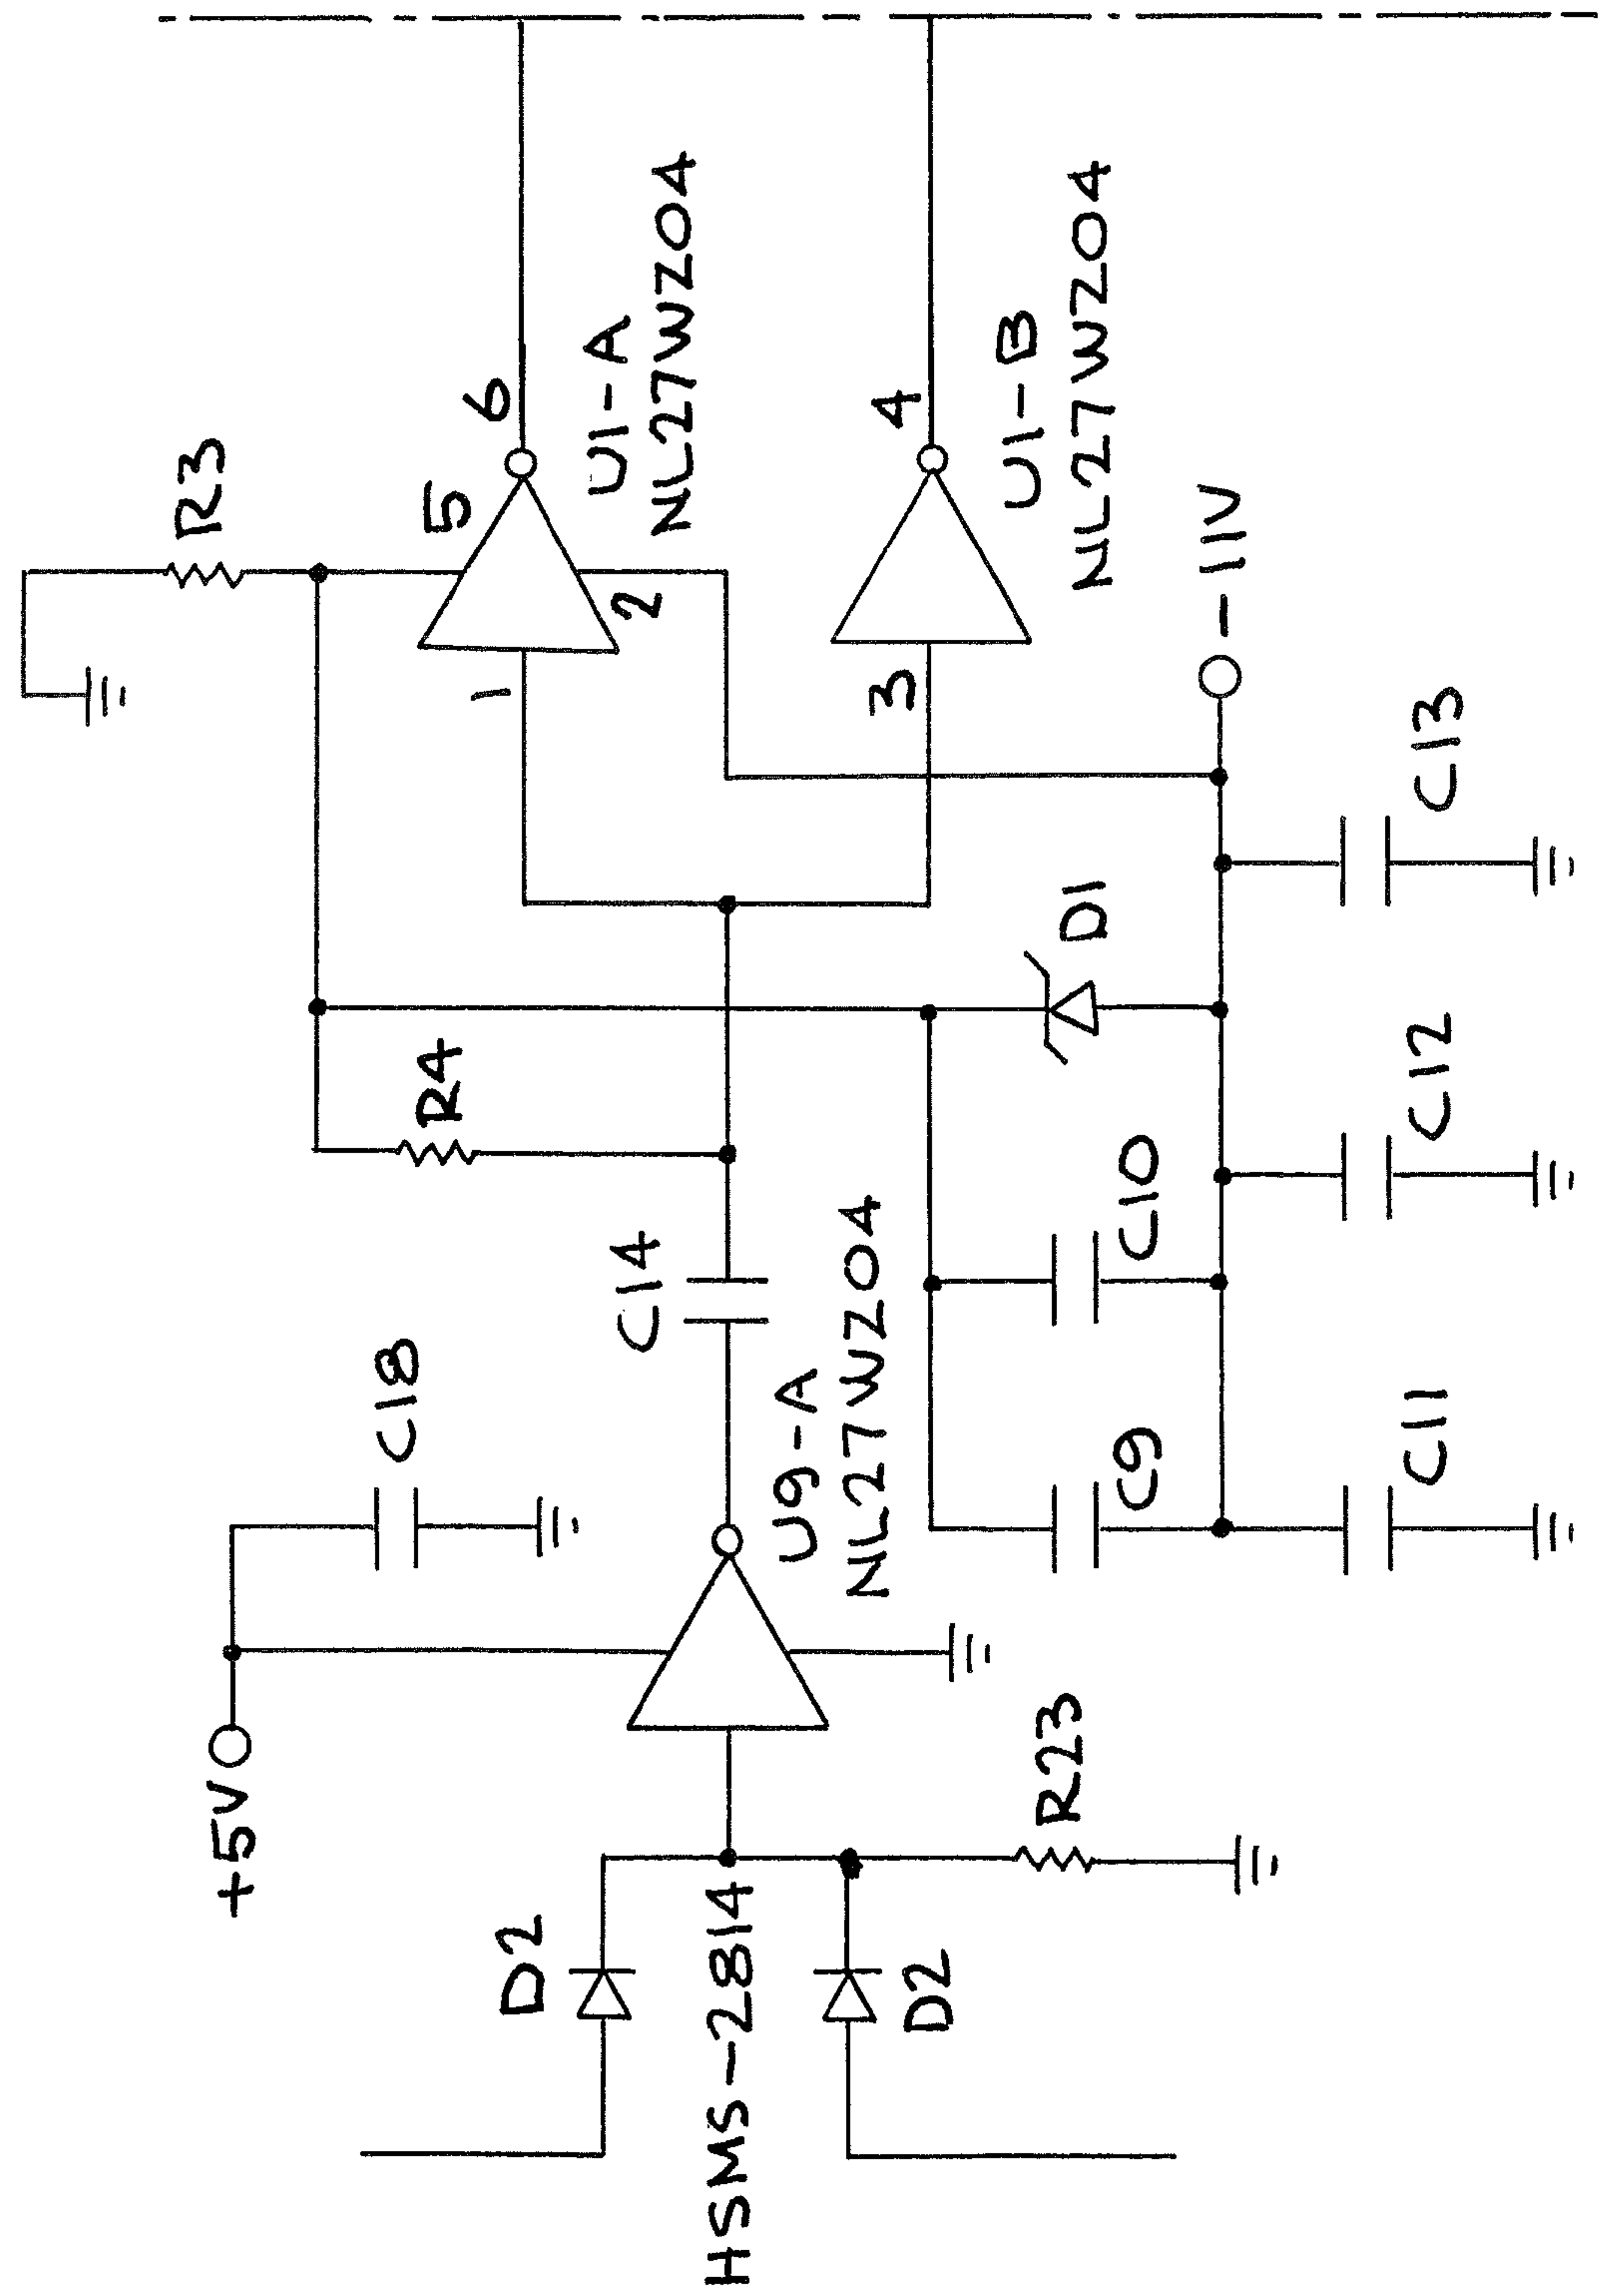 +5V
C18
D2
HSMS-2814
D2
R23
U9-A
NL27WZ04
C14
R4
C9
C10
C11
C12
C13
D1
-11V
R3
1
5
6
2
U1-A
NL27WZ04
3
4
U1-B
NL27WZ04